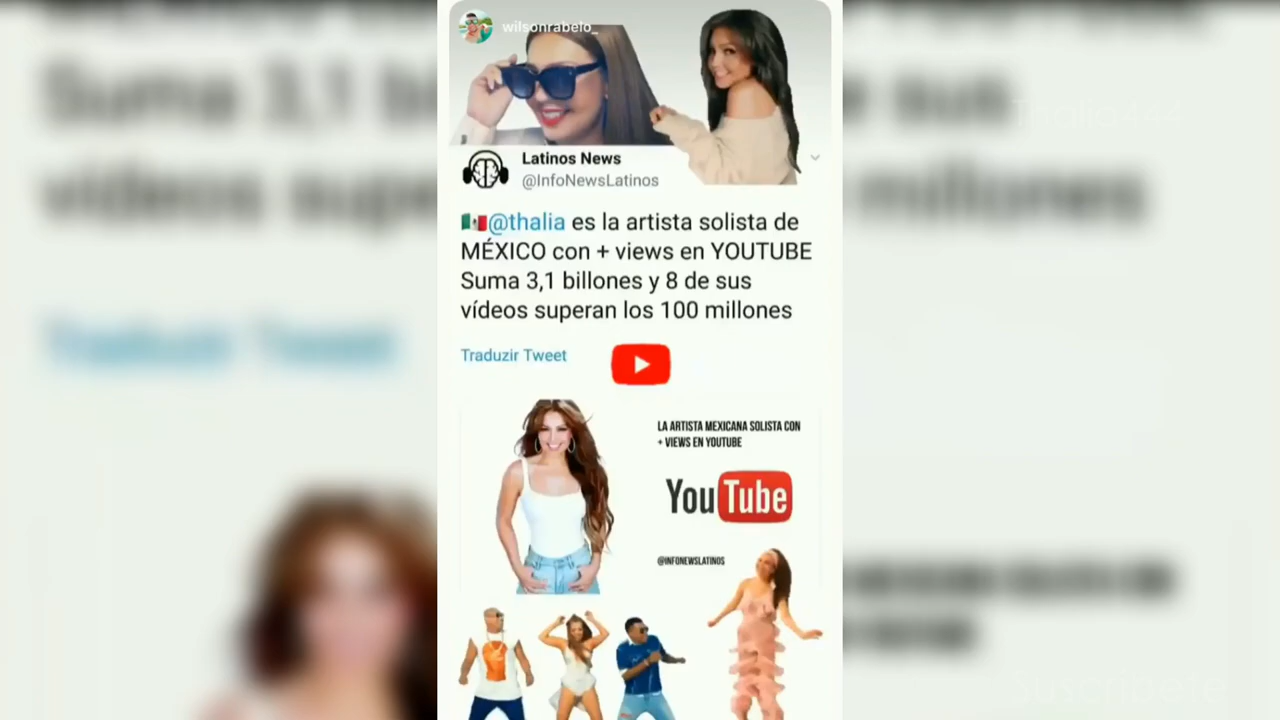 wilsonrabelo_
Thalia444
Latinos News
@InfoNewsLatinos
@thalia es la artista solista de
MÉXICO con + views en YOUTUBE
Suma 3,1 billones y 8 de sus
vídeos superan los 100 millones
Traduzir Tweet
LA ARTISTA MEXICANA SOLISTA CON
+ VIEWS EN YOUTUBE
YouTube
@INFONEWSLATINOS
Suscribete